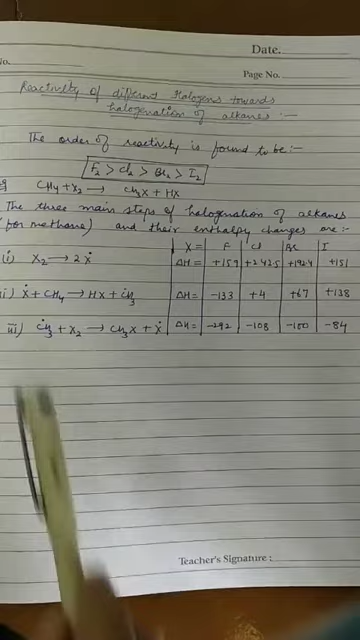 Date.
No.
Page No.
Reactivity of different Halogens towards
halogenation of alkanes :-
The order of reactivity is found to be:-
F₂ > Cl₂ > Br₂ > I₂
eg CH₄ + X₂ → CH₃X + HX
The three main steps of halogenation of alkanes
(for methane) and their enthalpy changes are:-
X = F Cl Br I
(i) X₂ → 2Ẋ ΔH = +159 +242.5 +192.4 +151
ii) Ẋ + CH₄ → HX + ĊH₃ ΔH = -133 +4 +67 +138
iii) ĊH₃ + X₂ → CH₃X + Ẋ ΔH = -292 -108 -100 -84
Teacher's Signature :